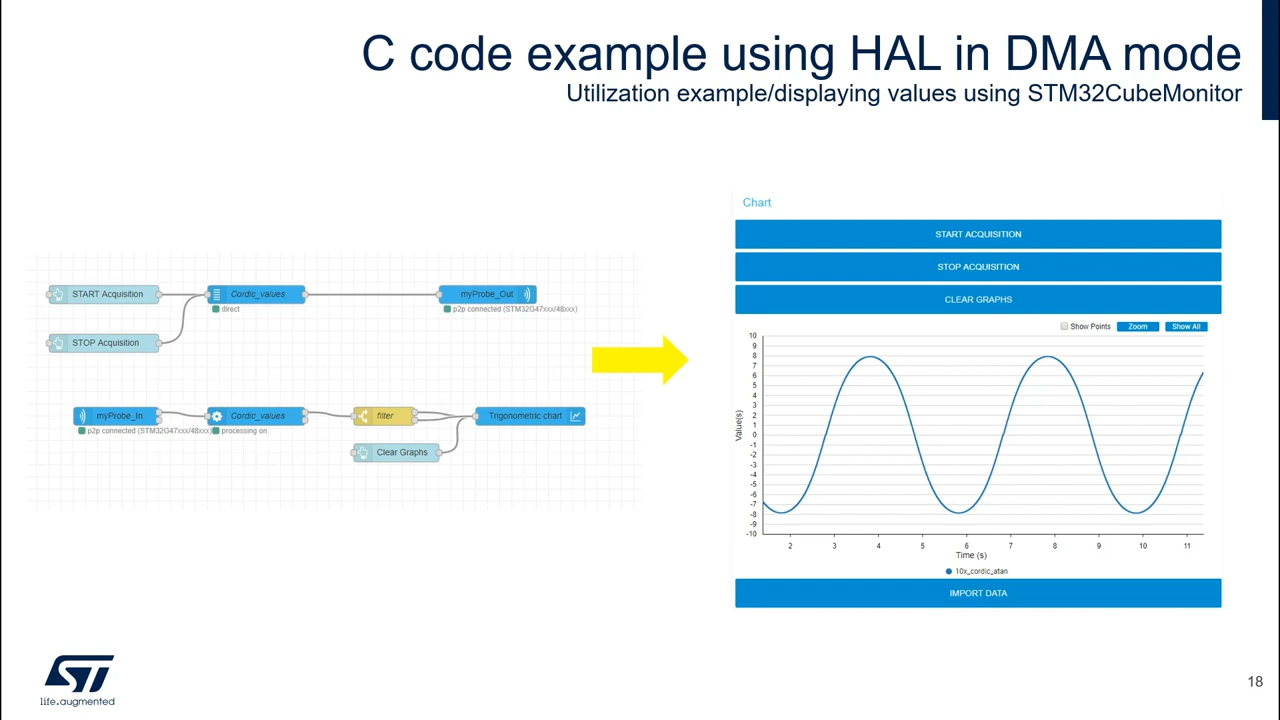 C code example using HAL in DMA mode
Utilization example/displaying values using STM32CubeMonitor
START Acquisition
Cordic_values
direct
myProbe_Out
p2p connected (STM32G47xxx/48xxx)
STOP Acquisition
myProbe_In
p2p connected (STM32G47xxx/48xxx)
Cordic_values
processing on
filter
Trigonometric chart
Clear Graphs
Chart
START ACQUISITION
STOP ACQUISITION
CLEAR GRAPHS
Show Points
Zoom
Show All
10
9
8
7
6
5
4
3
2
1
0
-1
-2
-3
-4
-5
-6
-7
-8
-9
-10
Value(s)
2 3 4 5 6 7 8 9 10 11
Time (s)
10x_cordic_atan
IMPORT DATA
ST
life.augmented
18